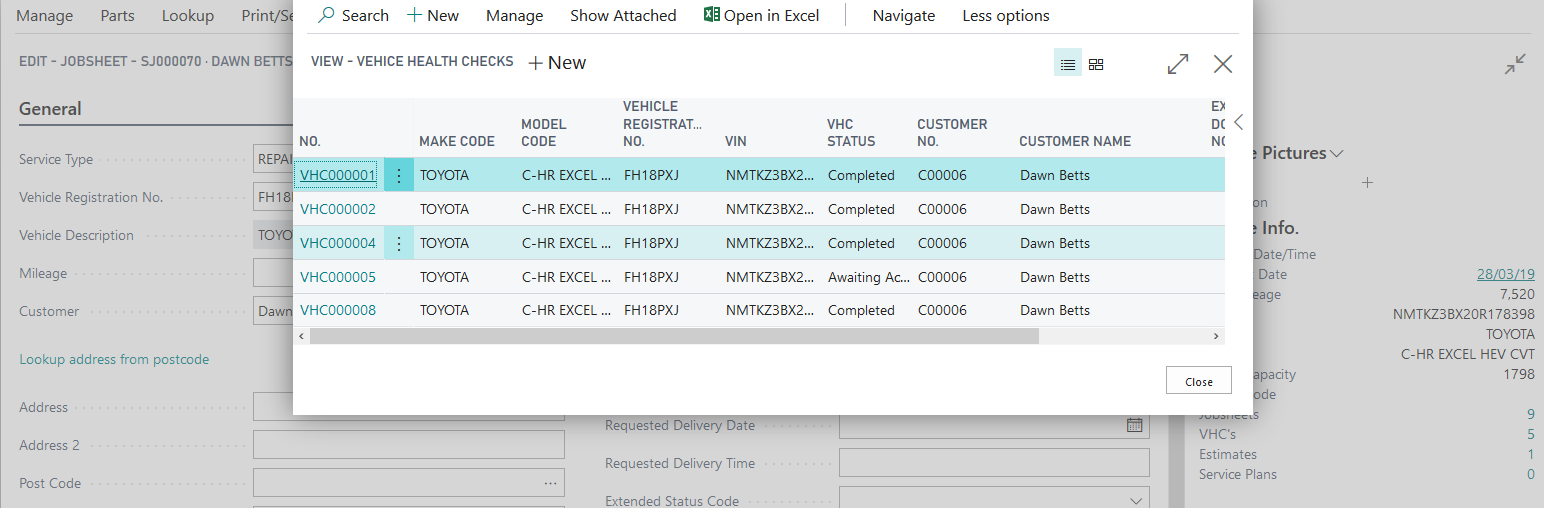 Manage Parts Lookup Print/Se
Search + New Manage Show Attached Open in Excel Navigate Less options
EDIT - JOBSHEET - SJ000070 · DAWN BETTS
VIEW - VEHICE HEALTH CHECKS + New
General
NO. MAKE CODE MODEL CODE VEHICLE REGISTRAT... NO. VIN VHC STATUS CUSTOMER NO. CUSTOMER NAME EX DO NO
VHC000001 TOYOTA C-HR EXCEL ... FH18PXJ NMTKZ3BX2... Completed C00006 Dawn Betts
VHC000002 TOYOTA C-HR EXCEL ... FH18PXJ NMTKZ3BX2... Completed C00006 Dawn Betts
VHC000004 TOYOTA C-HR EXCEL ... FH18PXJ NMTKZ3BX2... Completed C00006 Dawn Betts
VHC000005 TOYOTA C-HR EXCEL ... FH18PXJ NMTKZ3BX2... Awaiting Ac... C00006 Dawn Betts
VHC000008 TOYOTA C-HR EXCEL ... FH18PXJ NMTKZ3BX2... Completed C00006 Dawn Betts
Close
Service Type REPAI
Vehicle Registration No. FH18
Vehicle Description TOYO
Mileage
Customer Dawn
Lookup address from postcode
Address
Address 2
Post Code ...
Requested Delivery Date
Requested Delivery Time
Extended Status Code
e Pictures
on
e Info.
Date/Time
Date 28/03/19
eage 7,520
NMTKZ3BX20R178398
TOYOTA
C-HR EXCEL HEV CVT
apacity 1798
ode
Jobsheets 9
VHC's 5
Estimates 1
Service Plans 0